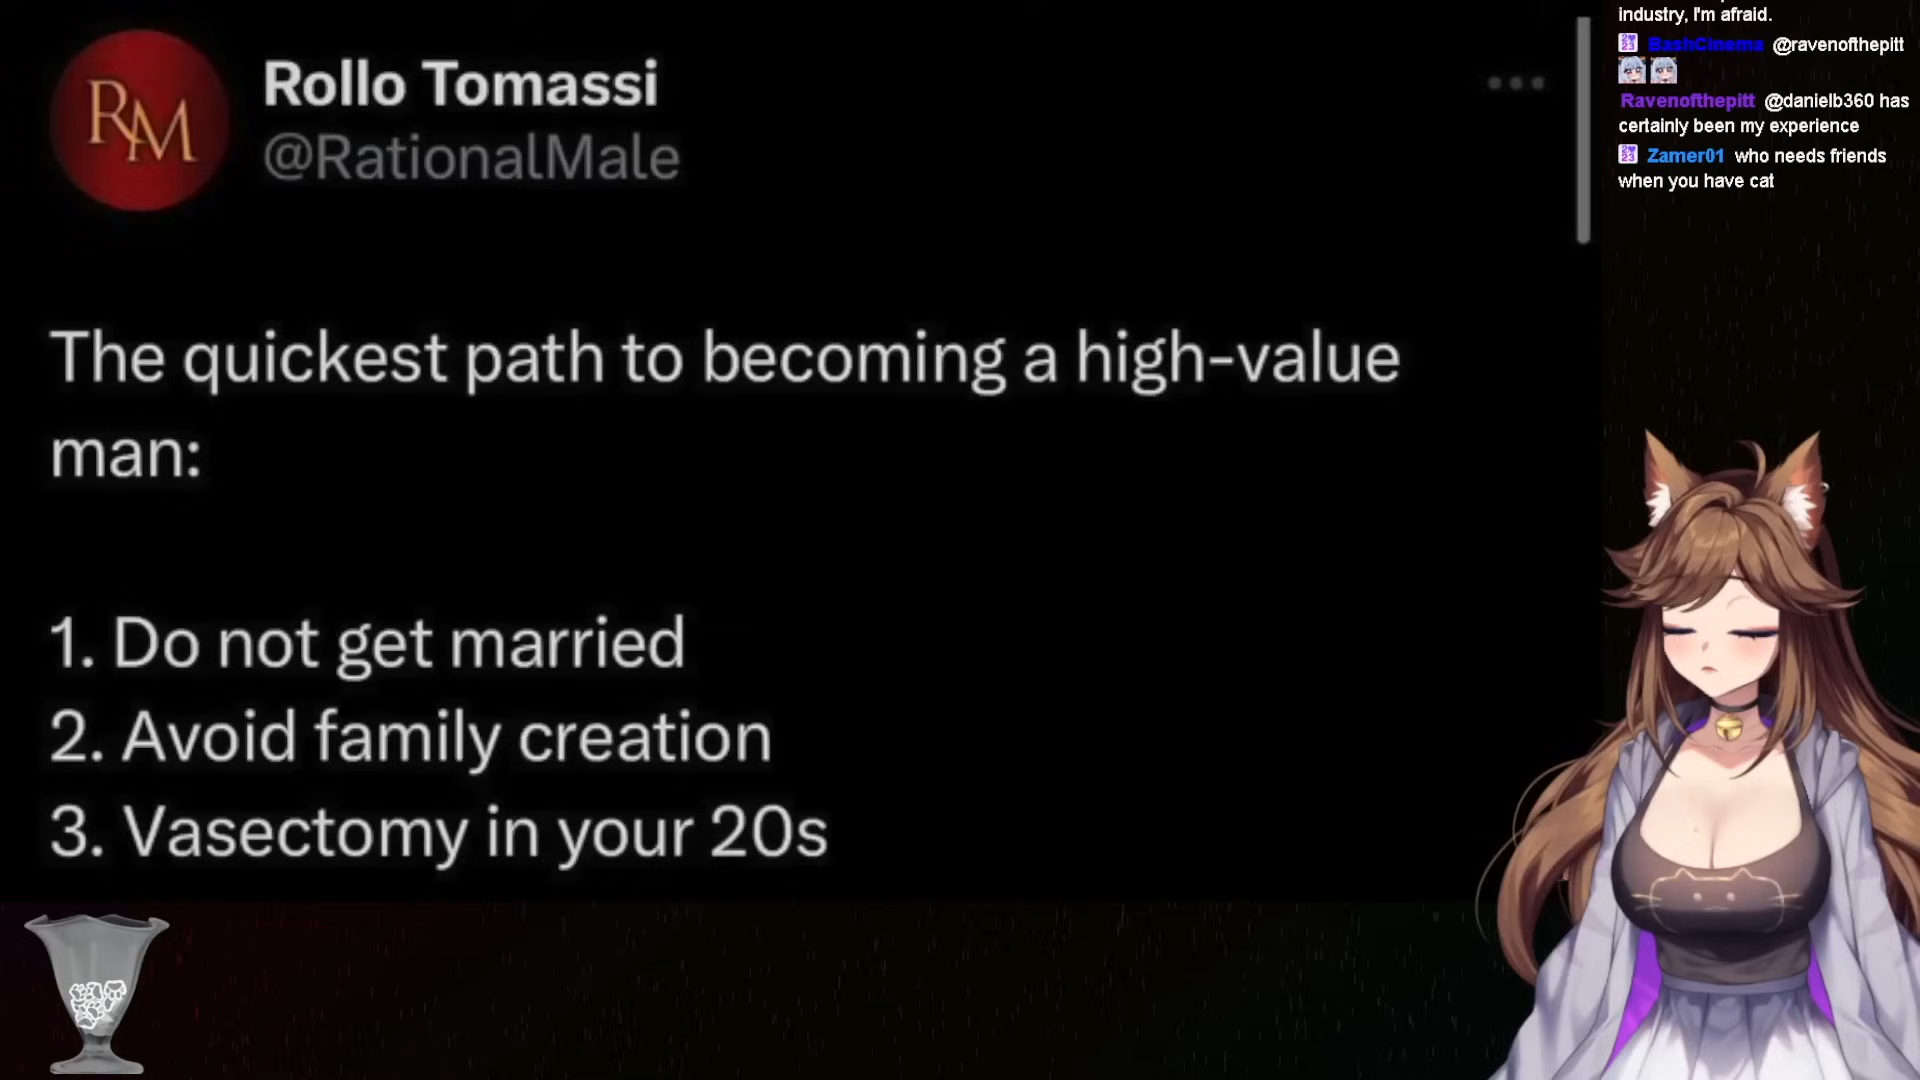 RM
Rollo Tomassi
@RationalMale
The quickest path to becoming a high-value
man:
1. Do not get married
2. Avoid family creation
3. Vasectomy in your 20s
industry, I'm afraid.
BashCinema @ravenofthepitt
Ravenofthepitt @danielb360 has
certainly been my experience
Zamer01 who needs friends
when you have cat